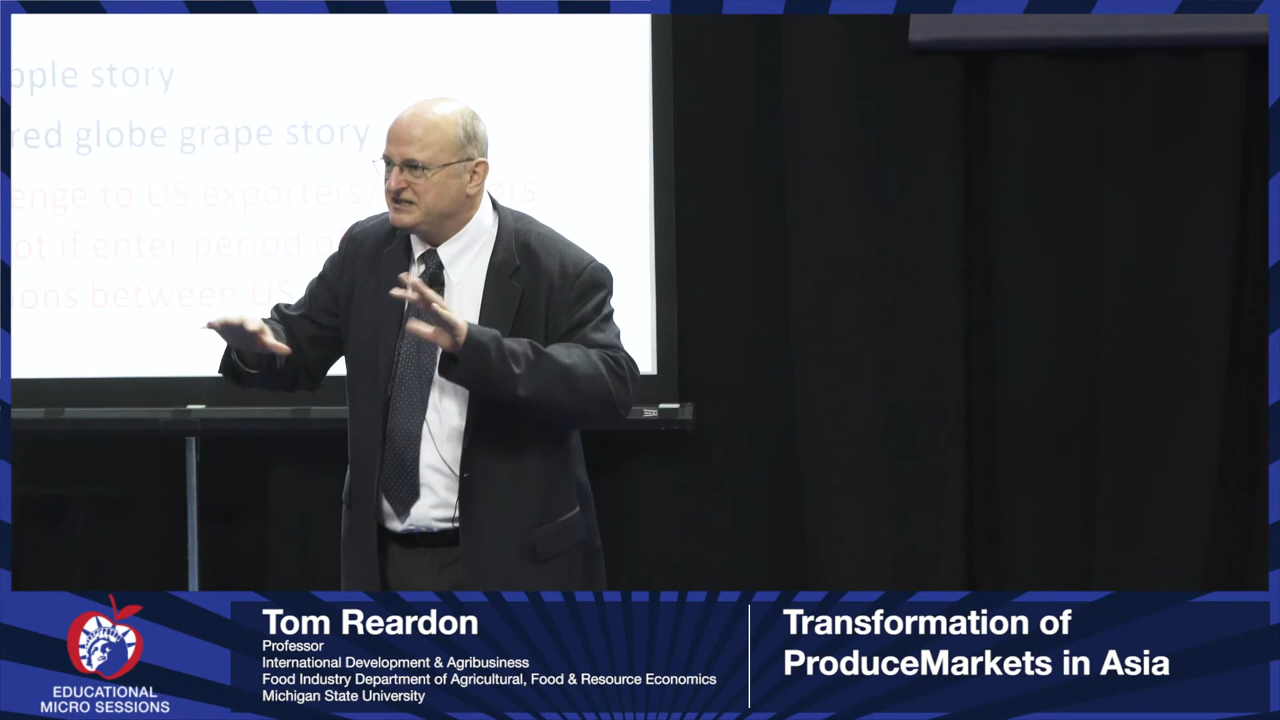 pple story
red globe grape story
enge to US exporters/
ot if enter period of
ons between US
Tom Reardon
Professor
International Development & Agribusiness
Food Industry Department of Agricultural, Food & Resource Economics
Michigan State University
Transformation of
ProduceMarkets in Asia
EDUCATIONAL
MICRO SESSIONS